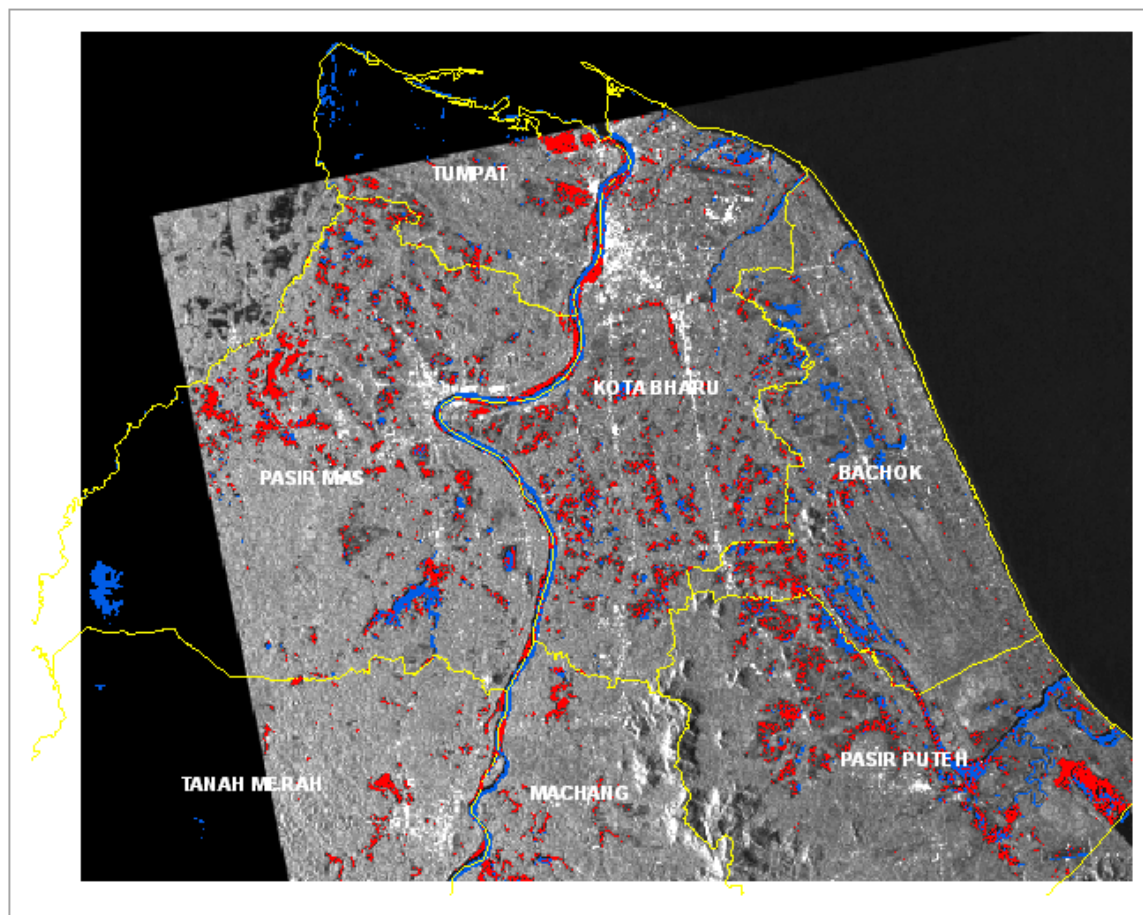 TUMPAT
KOTA BHARU
PASIR MAS
BACHOK
PASIR PUTEH
TANAH MERAH
MACHANG